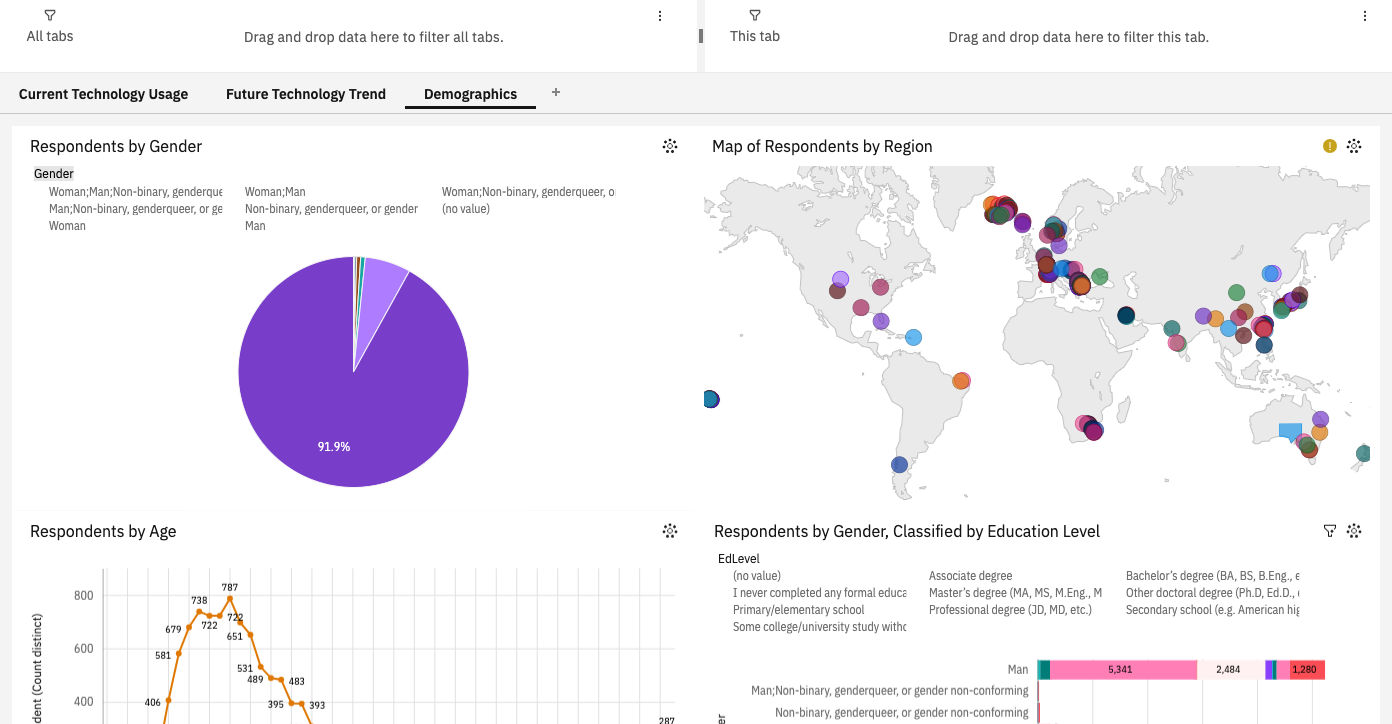 All tabs
Drag and drop data here to filter all tabs.
This tab
Drag and drop data here to filter this tab.
Current Technology Usage
Future Technology Trend
Demographics
+
Respondents by Gender
Gender
Woman;Man;Non-binary, genderque
Woman;Man
Woman;Non-binary, genderqueer, o
Man;Non-binary, genderqueer, or ge
Non-binary, genderqueer, or gender
(no value)
Woman
Man
91.9%
Map of Respondents by Region
!
Respondents by Age
dent (Count distinct)
800
600
400
406
581
679
738
722
787
722
651
531
489
483
395
393
287
Respondents by Gender, Classified by Education Level
EdLevel
(no value)
Associate degree
Bachelor's degree (BA, BS, B.Eng., e
I never completed any formal educa
Master's degree (MA, MS, M.Eng., M
Other doctoral degree (Ph.D, Ed.D.,
Primary/elementary school
Professional degree (JD, MD, etc.)
Secondary school (e.g. American hig
Some college/university study witho
Man
5,341
2,484
1,280
Man;Non-binary, genderqueer, or gender non-conforming
Non-binary, genderqueer, or gender non-conforming
er